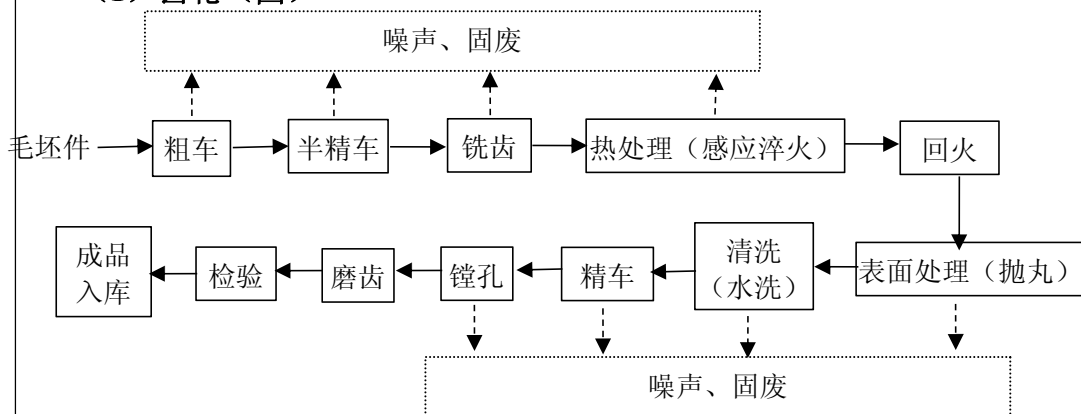 噪声、固废
毛坯件
粗车
半精车
铣齿
热处理（感应淬火）
回火
成品
入库
检验
磨齿
镗孔
精车
清洗
（水洗）
表面处理（抛丸）
噪声、固废